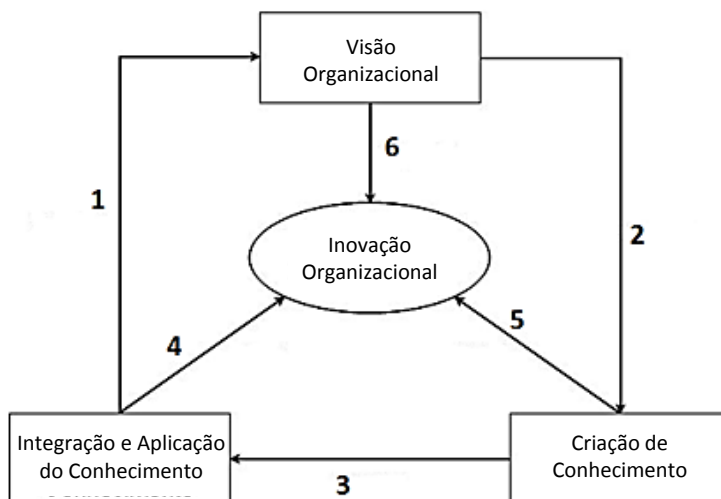 Visão
Organizacional
6
1
2
Inovação
Organizacional
4
5
Integração e Aplicação
do Conhecimento
Criação de
Conhecimento
3